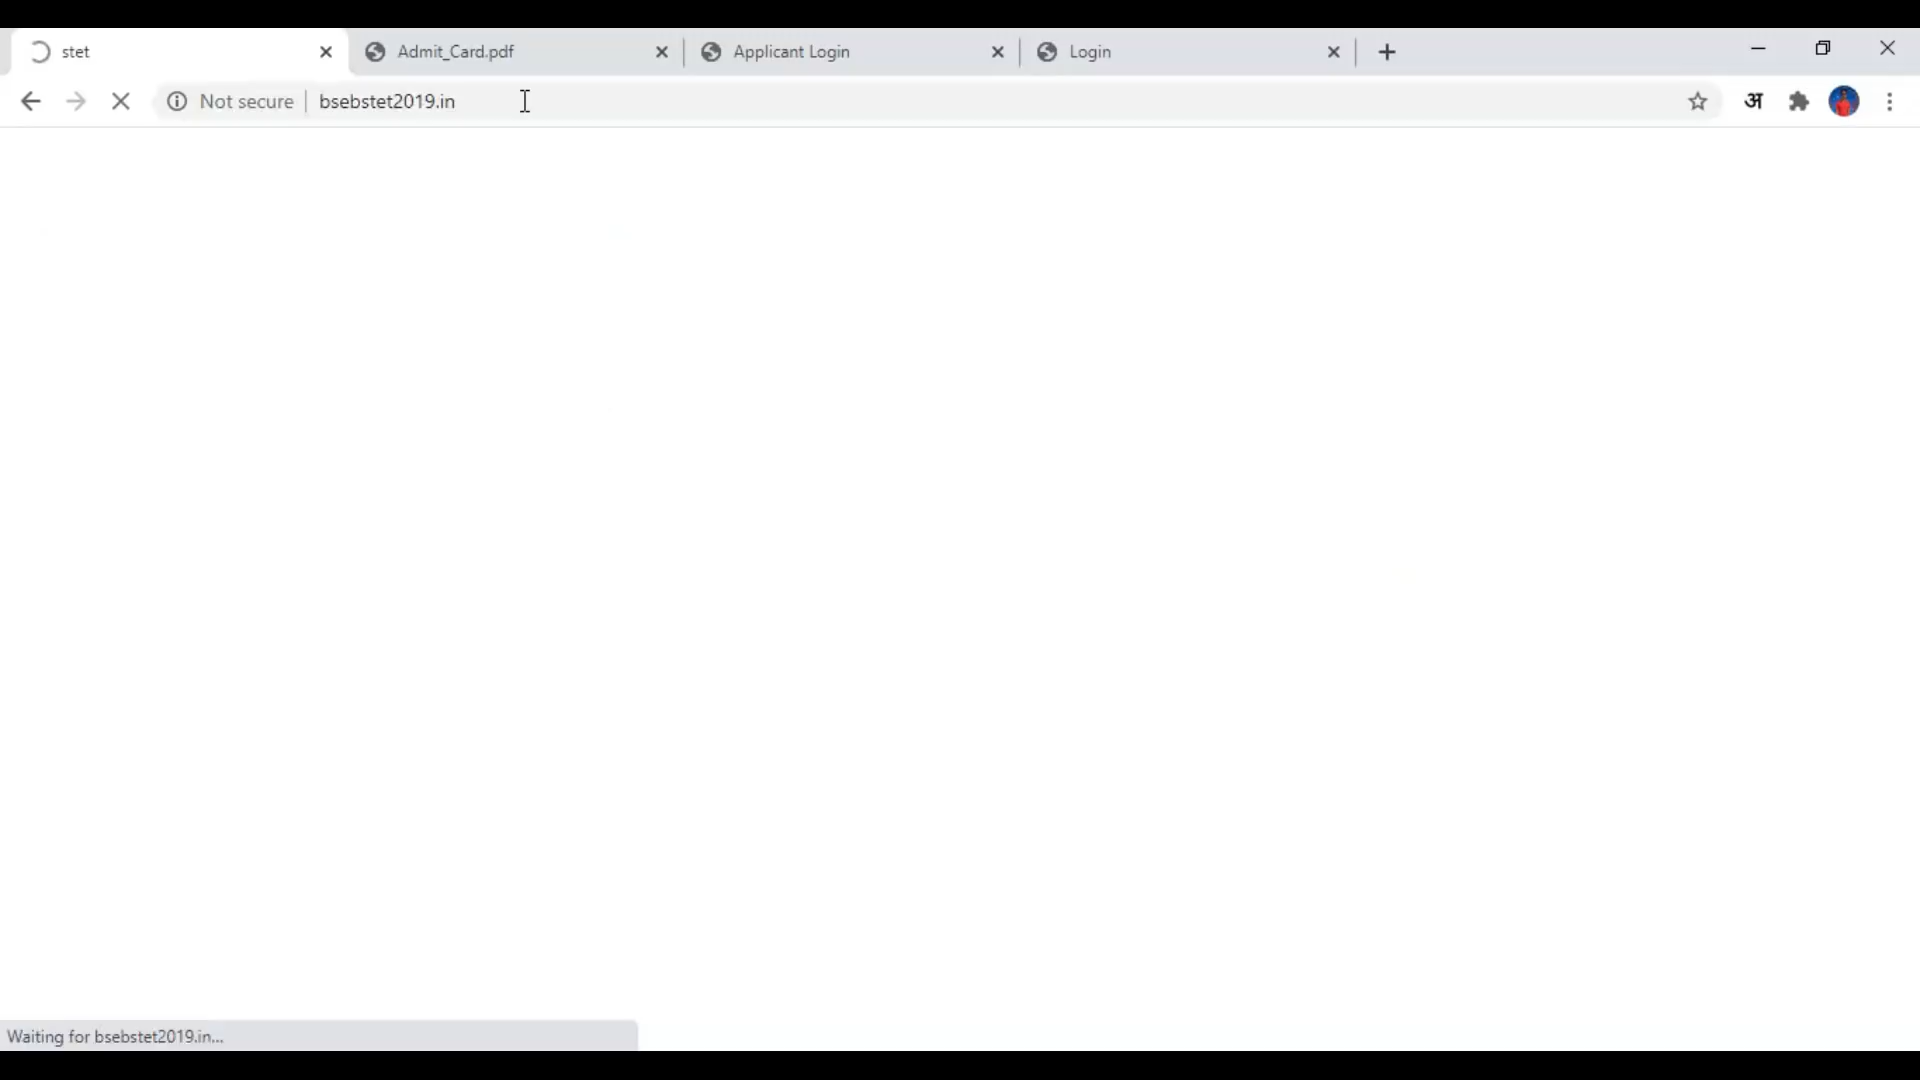 stet
Admit_Card.pdf
Applicant Login
Login
Not secure
bsebstet2019.in
अ
Waiting for bsebstet2019.in...